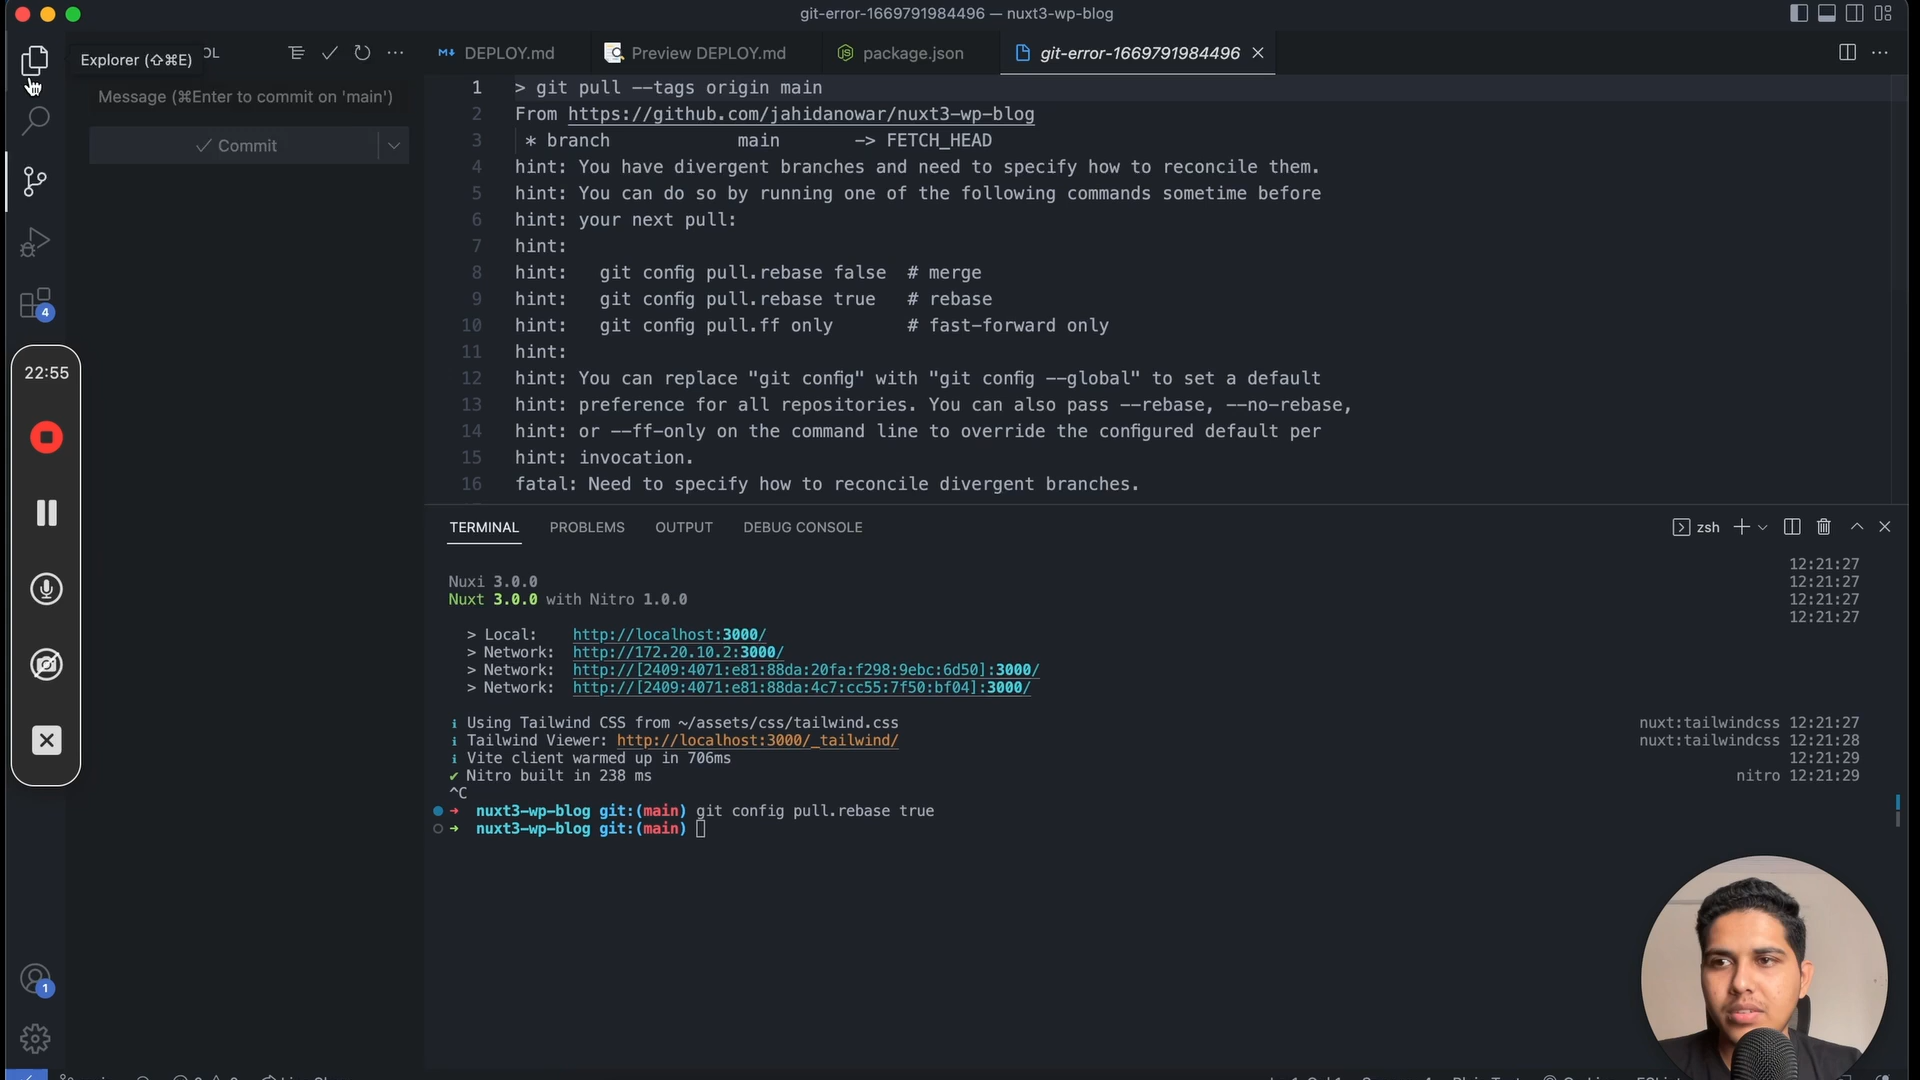 git-error-1669791984496 — nuxt3-wp-blog
Explorer (⇧⌘E)
OL
DEPLOY.md
Preview DEPLOY.md
package.json
git-error-1669791984496
Message (⌘Enter to commit on 'main')
Commit
4
22:55
1
1 > git pull --tags origin main
2 From https://github.com/jahidanowar/nuxt3-wp-blog
3 * branch main -> FETCH_HEAD
4 hint: You have divergent branches and need to specify how to reconcile them.
5 hint: You can do so by running one of the following commands sometime before
6 hint: your next pull:
7 hint:
8 hint: git config pull.rebase false # merge
9 hint: git config pull.rebase true # rebase
10 hint: git config pull.ff only # fast-forward only
11 hint:
12 hint: You can replace "git config" with "git config --global" to set a default
13 hint: preference for all repositories. You can also pass --rebase, --no-rebase,
14 hint: or --ff-only on the command line to override the configured default per
15 hint: invocation.
16 fatal: Need to specify how to reconcile divergent branches.
TERMINAL PROBLEMS OUTPUT DEBUG CONSOLE
zsh
12:21:27
Nuxi 3.0.0 12:21:27
Nuxt 3.0.0 with Nitro 1.0.0 12:21:27
12:21:27
> Local: http://localhost:3000/
> Network: http://172.20.10.2:3000/
> Network: http://[2409:4071:e81:88da:20fa:f298:9ebc:6d50]:3000/
> Network: http://[2409:4071:e81:88da:4c7:cc55:7f50:bf04]:3000/
i Using Tailwind CSS from ~/assets/css/tailwind.css nuxt:tailwindcss 12:21:27
i Tailwind Viewer: http://localhost:3000/_tailwind/ nuxt:tailwindcss 12:21:28
i Vite client warmed up in 706ms 12:21:29
✔ Nitro built in 238 ms nitro 12:21:29
^C
➜ nuxt3-wp-blog git:(main) git config pull.rebase true
➜ nuxt3-wp-blog git:(main)